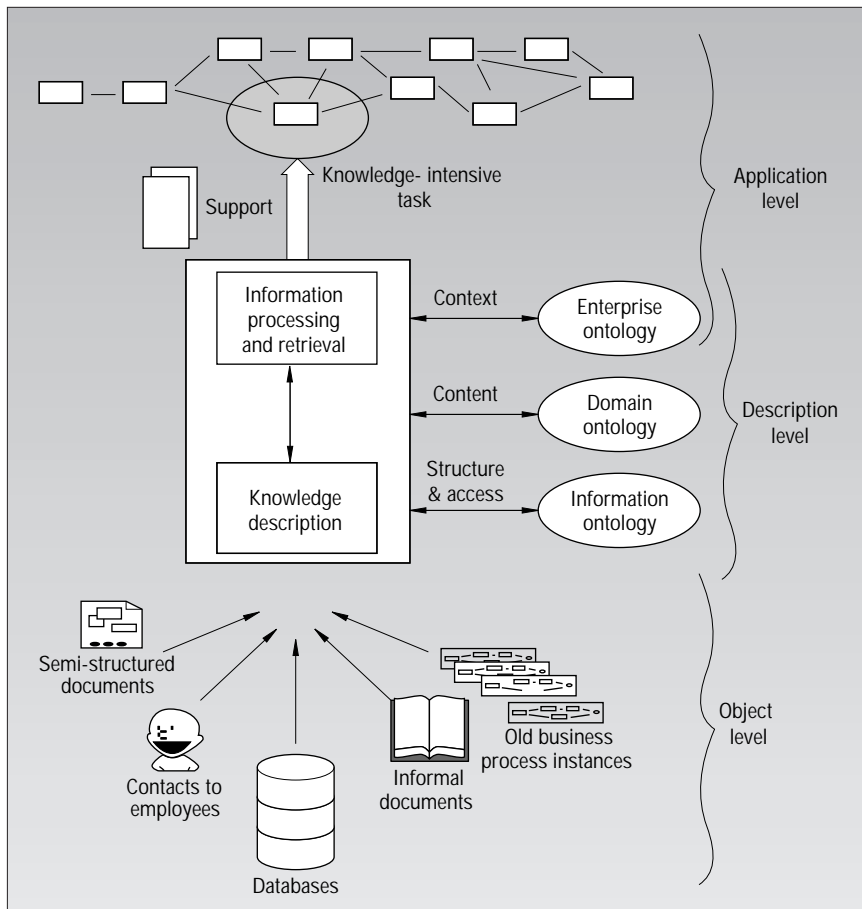 Knowledge- intensive
task
Support
Application
level
Information
processing
and retrieval
Context
Enterprise
ontology
Content
Domain
ontology
Description
level
Structure
& access
Knowledge
description
Information
ontology
Semi-structured
documents
Contacts to
employees
Databases
Informal
documents
Old business
process instances
Object
level